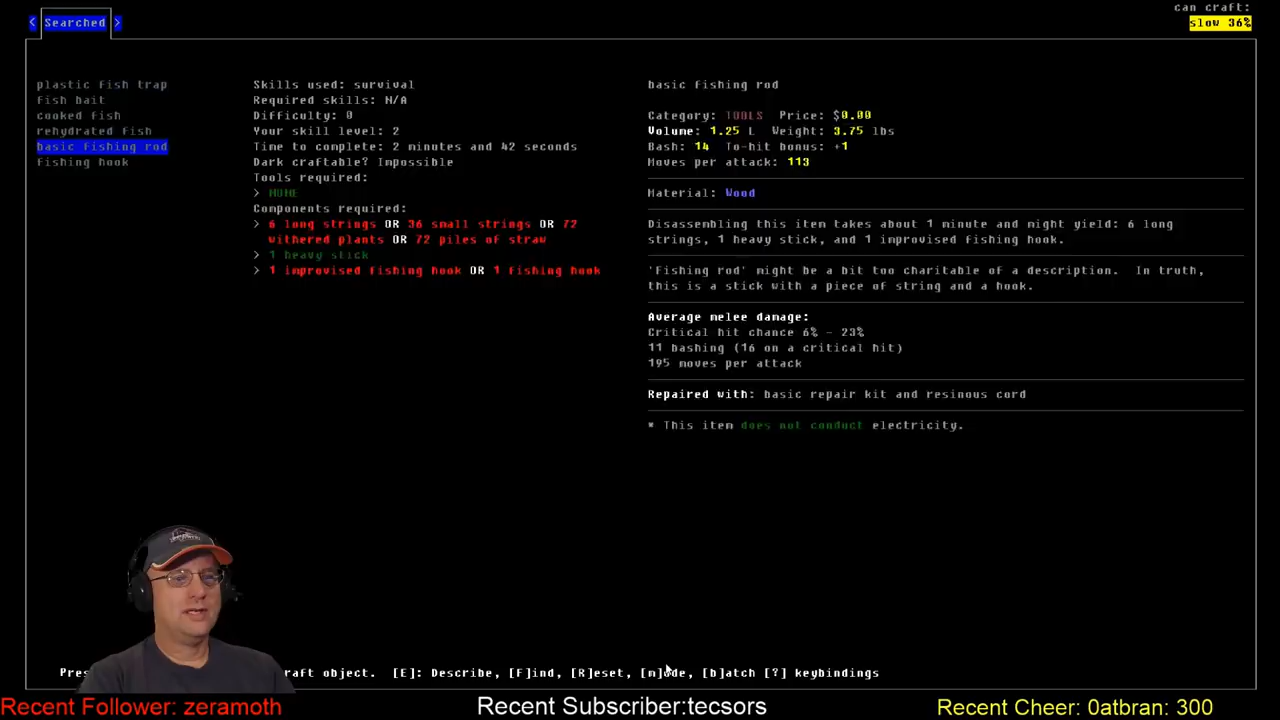 can craft:
< Searched >
slow 36%
plastic fish trap
fish bait
cooked fish
rehydrated fish
basic fishing rod
fishing hook
Skills used: survival
Required skills: N/A
Difficulty: 0
Your skill level: 2
Time to complete: 2 minutes and 42 seconds
Dark craftable? Impossible
Tools required:
> NONE
Components required:
> 6 long strings OR 36 small strings OR 72
withered plants OR 72 piles of straw
> 1 heavy stick
> 1 improvised fishing hook OR 1 fishing hook
basic fishing rod
Category: TOOLS Price: $0.00
Volume: 1.25 L Weight: 3.75 lbs
Bash: 14 To-hit bonus: +1
Moves per attack: 113
Material: Wood
Disassembling this item takes about 1 minute and might yield: 6 long
strings, 1 heavy stick, and 1 improvised fishing hook.
'Fishing rod' might be a bit too charitable of a description. In truth,
this is a stick with a piece of string and a hook.
Average melee damage:
Critical hit chance 6% - 23%
11 bashing (16 on a critical hit)
195 moves per attack
Repaired with: basic repair kit and resinous cord
* This item does not conduct electricity.
Pres raft object. [E]: Describe, [F]ind, [R]eset, [m]ode, [b]atch [?] keybindings
Recent Follower: zeramoth
Recent Subscriber:tecsors
Recent Cheer: 0atbran: 300